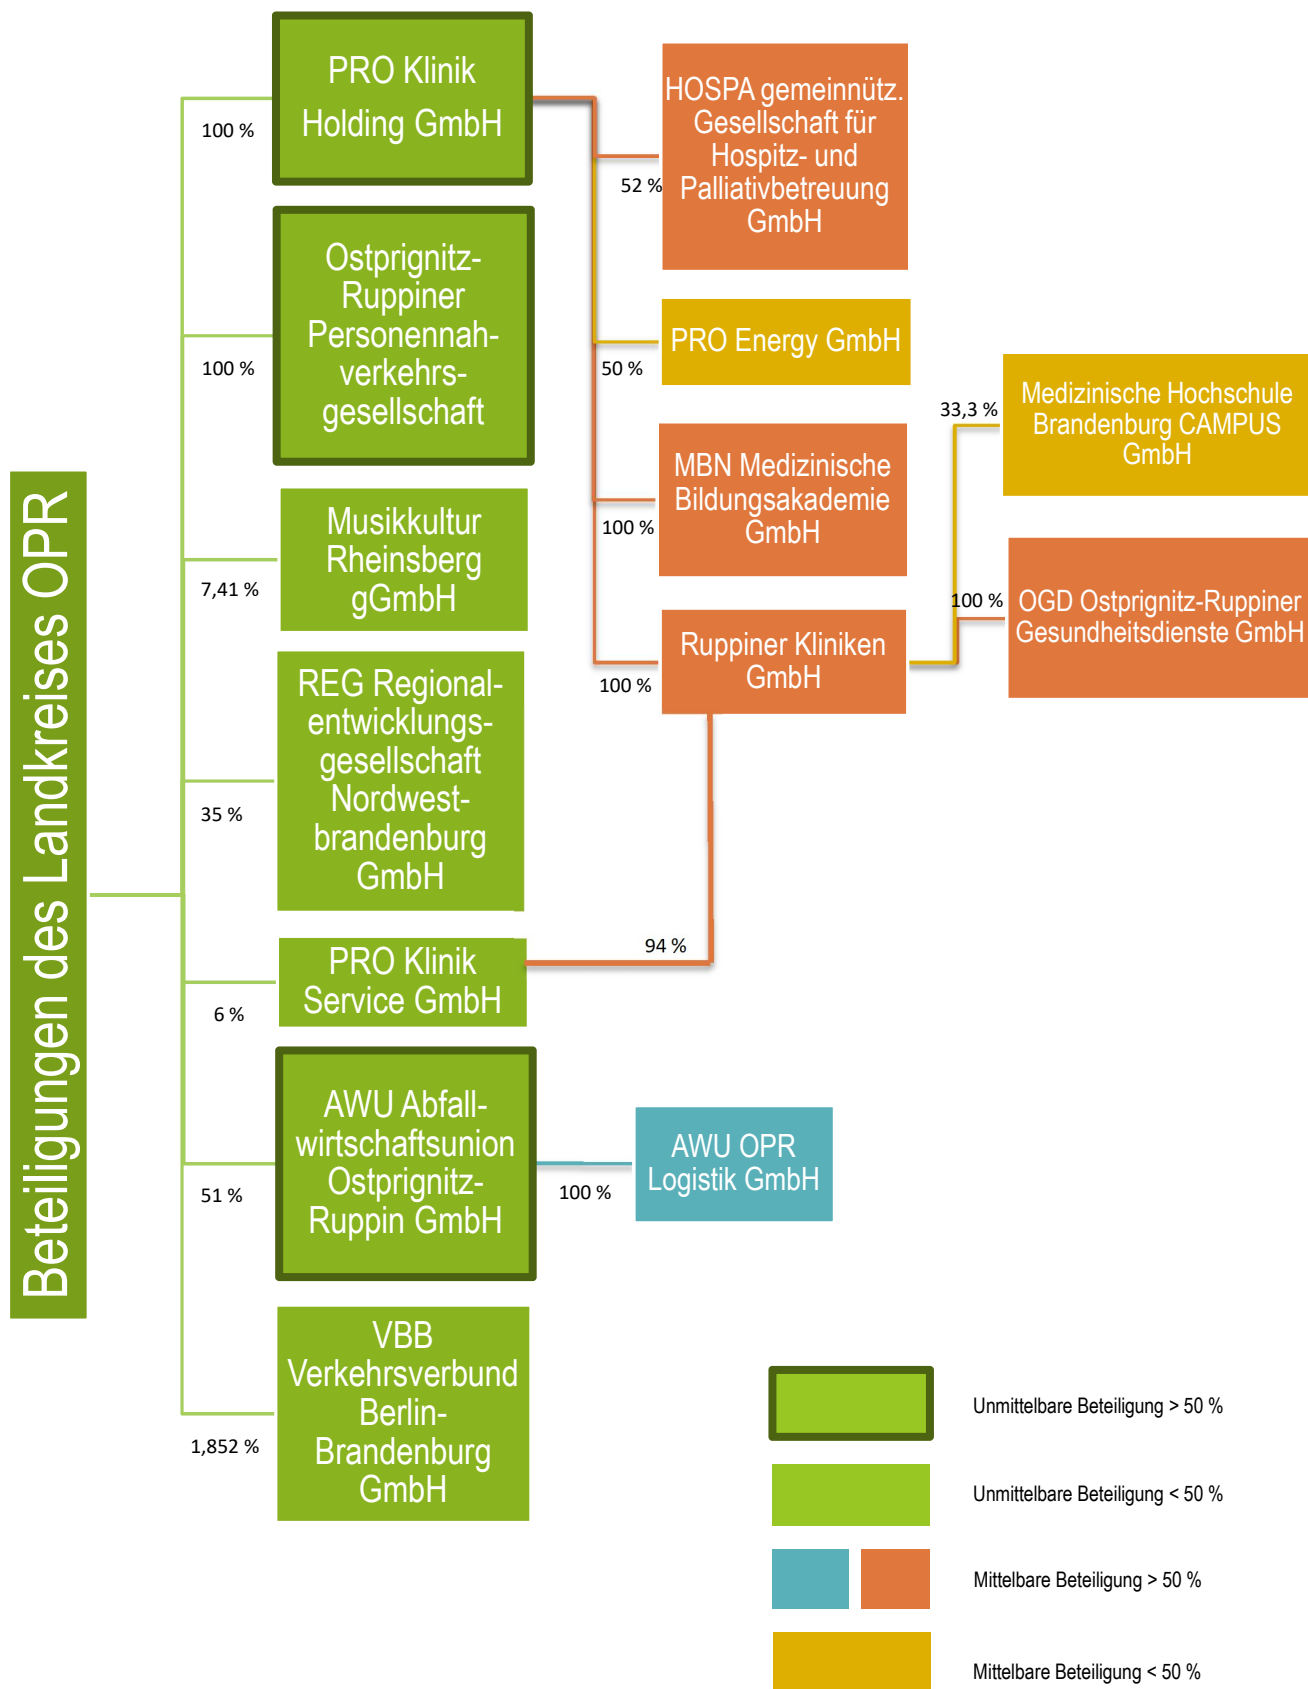 Beteiligungen des Landkreises OPR
100 %
PRO Klinik
Holding GmbH
100 %
Ostprignitz-
Ruppiner
Personennah-
verkehrs-
gesellschaft
7,41 %
Musikkultur
Rheinsberg
gGmbH
35 %
REG Regional-
entwicklungs-
gesellschaft
Nordwest-
brandenburg
GmbH
6 %
PRO Klinik
Service GmbH
51 %
AWU Abfall-
wirtschaftsunion
Ostprignitz-
Ruppin GmbH
1,852 %
VBB
Verkehrsverbund
Berlin-
Brandenburg
GmbH
52 %
HOSPA gemeinnütz.
Gesellschaft für
Hospitz- und
Palliativbetreuung
GmbH
50 %
PRO Energy GmbH
100 %
MBN Medizinische
Bildungsakademie
GmbH
100 %
Ruppiner Kliniken
GmbH
94 %
100 %
AWU OPR
Logistik GmbH
33,3 %
Medizinische Hochschule
Brandenburg CAMPUS
GmbH
100 %
OGD Ostprignitz-Ruppiner
Gesundheitsdienste GmbH
Unmittelbare Beteiligung > 50 %
Unmittelbare Beteiligung < 50 %
Mittelbare Beteiligung > 50 %
Mittelbare Beteiligung < 50 %